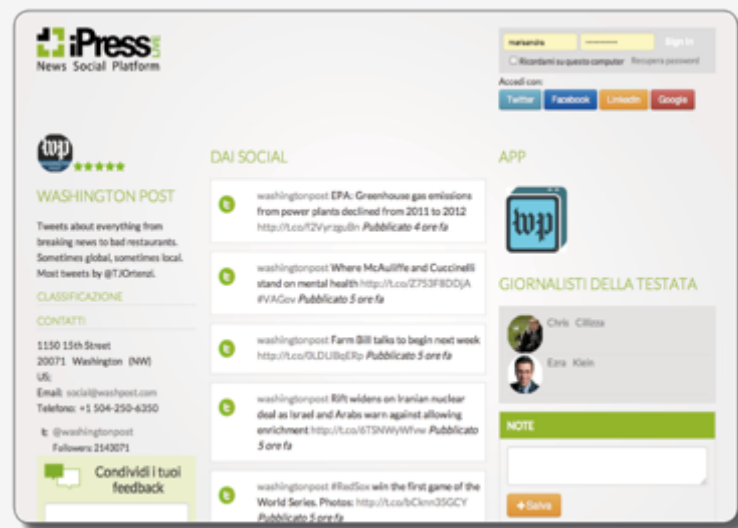 iPress LIVE
News Social Platform
Sign in
Ricordami su questo computer Recupera password
Accedi con:
Twitter Facebook LinkedIn Google
wp
WASHINGTON POST
Tweets about everything from
breaking news to bad restaurants.
Sometimes global, sometimes local.
Most tweets by @TJOrtenzi.
CLASSIFICAZIONE
CONTATTI
1150 15th Street
20071 Washington (NW)
US;
Email: social@washpost.com
Telefono: +1 504-250-6350
@washingtonpost
Followers: 2143071
Condividi i tuoi
feedback
DAI SOCIAL
washingtonpost EPA: Greenhouse gas emissions
from power plants declined from 2011 to 2012
Pubblicato 4 ore fa
washingtonpost Where McAuliffe and Cuccinelli
stand on mental health
#VAGov Pubblicato 5 ore fa
washingtonpost Farm Bill talks to begin next week
Pubblicato 5 ore fa
washingtonpost Rift widens on Iranian nuclear
deal as Israel and Arabs warn against allowing
enrichment Pubblicato
5 ore fa
washingtonpost #RedSox win the first game of the
World Series. Photos:
Pubblicato 5 ore fa
APP
wp
GIORNALISTI DELLA TESTATA
Chris Cillizza
Ezra Klein
NOTE
+Salva